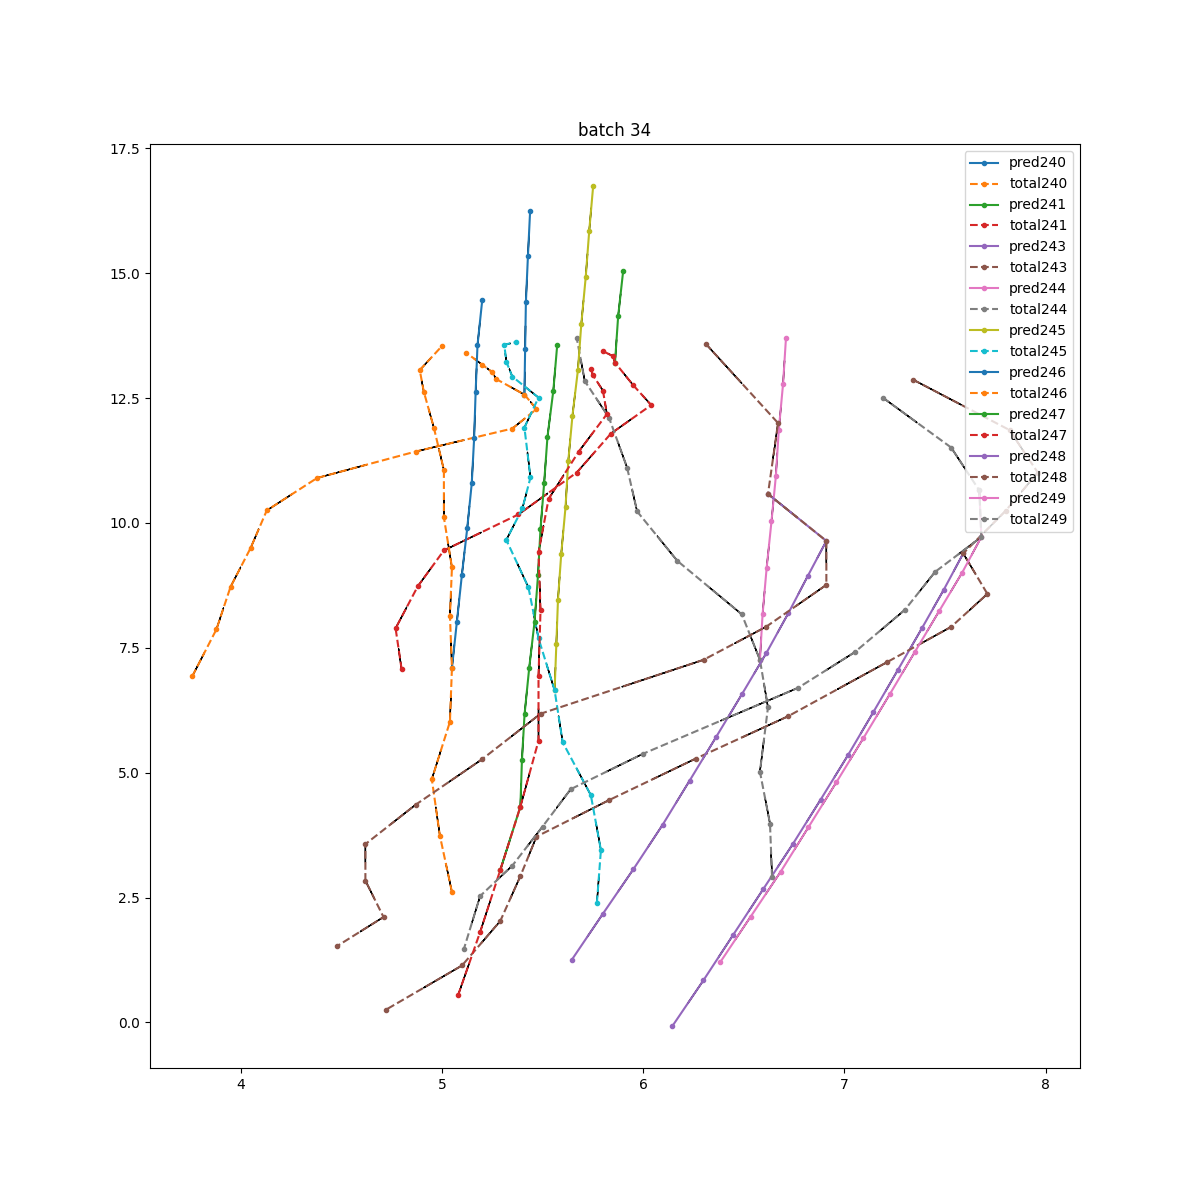 batch 34
17.5
15.0
12.5
10.0
7.5
5.0
2.5
0.0
4
5
6
7
8
pred240
total240
pred241
total241
pred243
total243
pred244
total244
pred245
total245
pred246
total246
pred247
total247
pred248
total248
pred249
total249